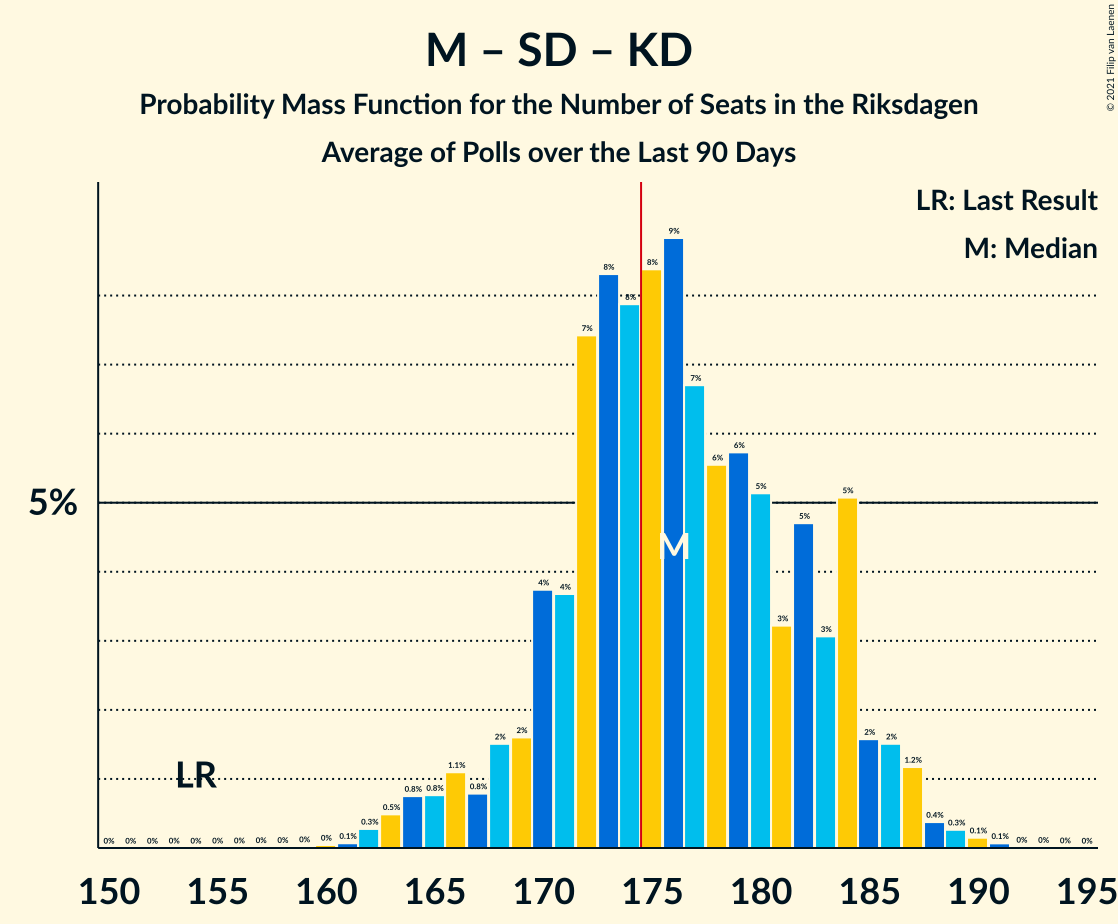 M – SD – KD
Probability Mass Function for the Number of Seats in the Riksdagen
Average of Polls over the Last 90 Days
© 2021 Filip van Laenen
LR: Last Result
M: Median
5%
LR
M
0% 0% 0% 0% 0% 0% 0% 0% 0% 0% 0% 0.1% 0.3% 0.5% 0.8% 0.8% 1.1% 0.8% 2% 2% 4% 4% 7% 8% 8% 8% 9% 7% 6% 6% 5% 3% 5% 3% 5% 2% 2% 1.2% 0.4% 0.3% 0.1% 0.1% 0% 0% 0% 0%
150 155 160 165 170 175 180 185 190 195